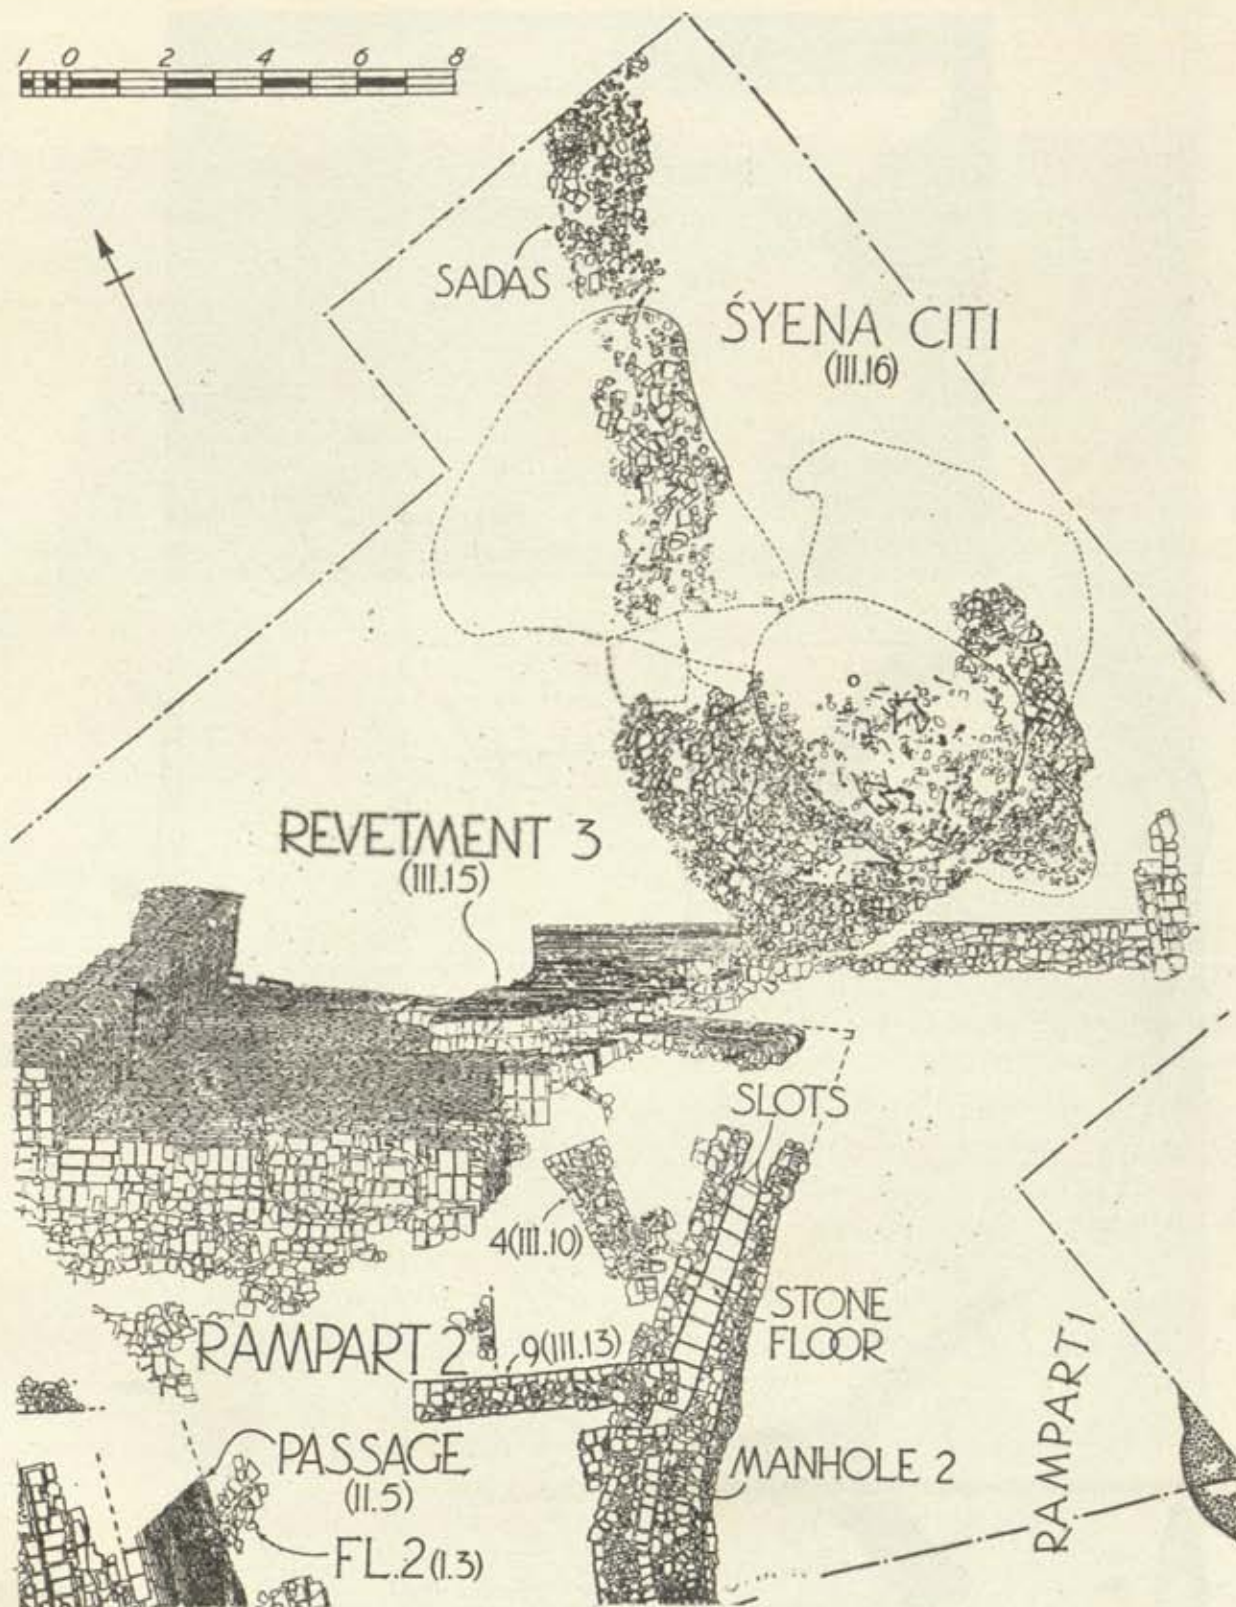 1 0 2 4 6 8
SADAS
ŚYENA CITI
(III.16)
REVETMENT 3
(III.15)
SLOTS
4(III.10)
STONE
FLOOR
RAMPART 2
9(III.13)
RAMPART 1
PASSAGE
(II.5)
MANHOLE 2
FL.2(I.3)